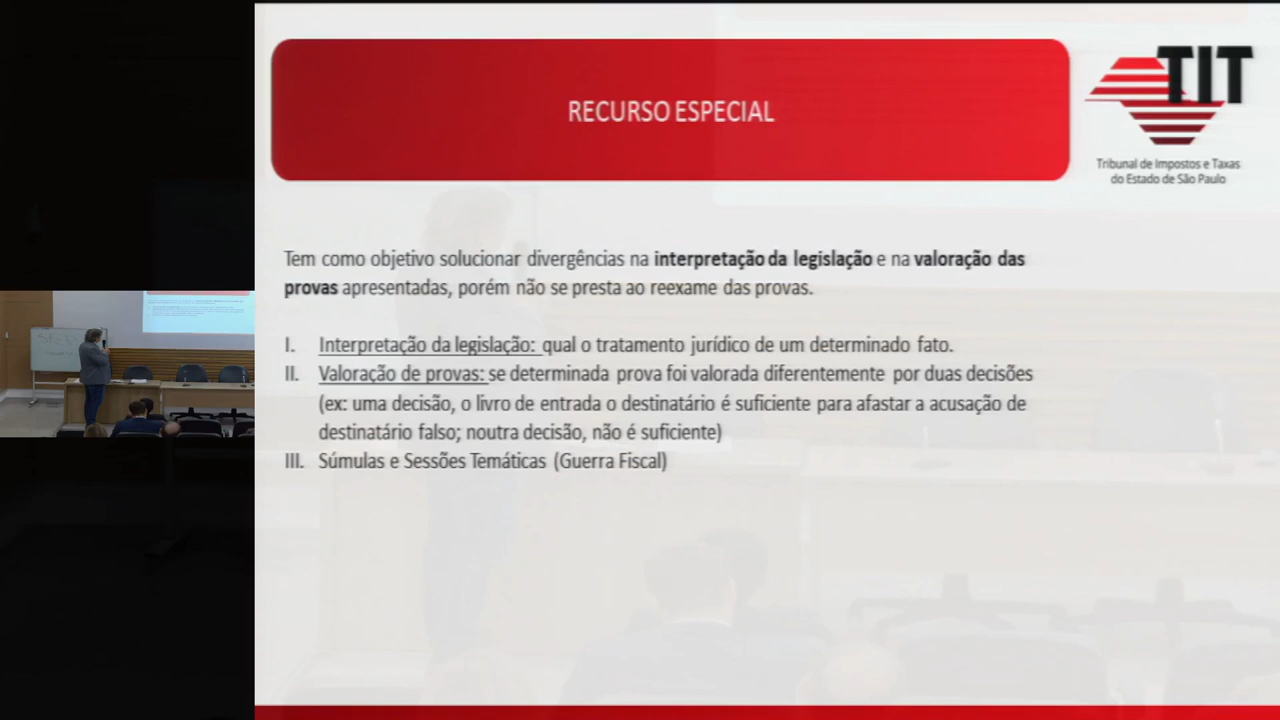 RECURSO ESPECIAL
TIT
Tribunal de Impostos e Taxas
do Estado de São Paulo
Tem como objetivo solucionar divergências na interpretação da legislação e na valoração das
provas apresentadas, porém não se presta ao reexame das provas.
I. Interpretação da legislação: qual o tratamento jurídico de um determinado fato.
II. Valoração de provas: se determinada prova foi valorada diferentemente por duas decisões
(ex: uma decisão, o livro de entrada o destinatário é suficiente para afastar a acusação de
destinatário falso; noutra decisão, não é suficiente)
III. Súmulas e Sessões Temáticas (Guerra Fiscal)